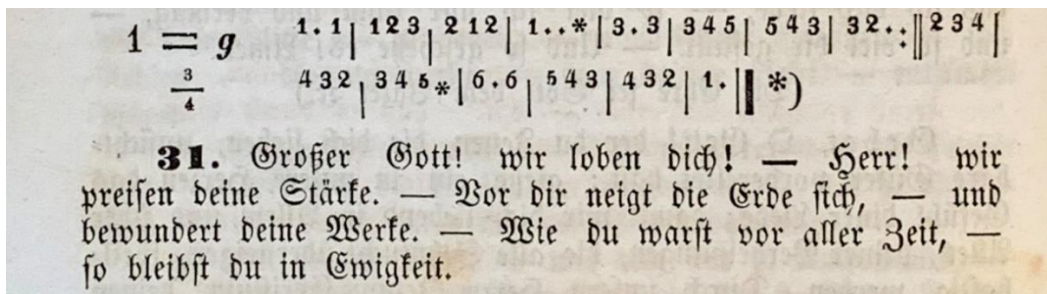 1 = g 1.1| 123| 212| 1..*|3.3|345| 543| 32..:||234|
3/4 432|345*|6.6| 543|432|1.|| *)
31. Großer Gott! wir loben dich! — Herr! wir
preisen deine Stärke. — Vor dir neigt die Erde sich, — und
bewundert deine Werke. — Wie du warst vor aller Zeit, —
so bleibst du in Ewigkeit.